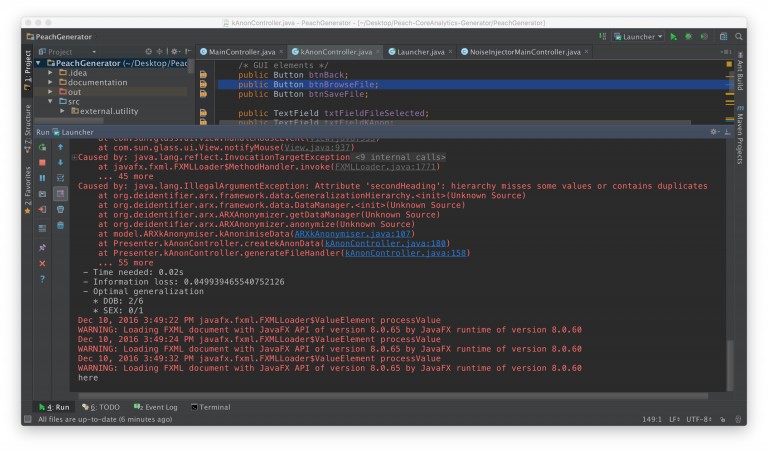 kAnonController.java - PeachGenerator - [~/Desktop/Peach-CoreAnalytics-Generator/PeachGenerator]
PeachGenerator
Launcher
Project
MainController.java
kAnonController.java
Launcher.java
NoiseInjectorMainController.java
PeachGenerator (~/Desktop/Peac
.idea
documentation
out
src
external.utility
/* GUI elements */
public Button btnBack;
public Button btnBrowseFile;
public Button btnSaveFile;
public TextField txtFieldFileSelected;
public TextField txtFieldKAnon;
1: Project
Z: Structure
2: Favorites
Ant Build
Maven Projects
Run Launcher
at com.sun.glass.ui.View.notifyMouse(View.java:937)
Caused by: java.lang.reflect.InvocationTargetException <9 internal calls>
at javafx.fxml.FXMLLoader$MethodHandler.invoke(FXMLLoader.java:1771)
... 45 more
Caused by: java.lang.IllegalArgumentException: Attribute 'secondHeading': hierarchy misses some values or contains duplicates
at org.deidentifier.arx.framework.data.GeneralizationHierarchy.<init>(Unknown Source)
at org.deidentifier.arx.framework.data.DataManager.<init>(Unknown Source)
at org.deidentifier.arx.ARXAnonymizer.getDataManager(Unknown Source)
at org.deidentifier.arx.ARXAnonymizer.anonymize(Unknown Source)
at model.ARXkAnonymiser.kAnonimiseData(ARXkAnonymiser.java:107)
at Presenter.kAnonController.createkAnonData(kAnonController.java:180)
at Presenter.kAnonController.generateFileHandler(kAnonController.java:158)
... 55 more
- Time needed: 0.02s
- Information loss: 0.049939465540752126
- Optimal generalization
* DOB: 2/6
* SEX: 0/1
Dec 10, 2016 3:49:22 PM javafx.fxml.FXMLLoader$ValueElement processValue
WARNING: Loading FXML document with JavaFX API of version 8.0.65 by JavaFX runtime of version 8.0.60
Dec 10, 2016 3:49:24 PM javafx.fxml.FXMLLoader$ValueElement processValue
WARNING: Loading FXML document with JavaFX API of version 8.0.65 by JavaFX runtime of version 8.0.60
Dec 10, 2016 3:49:32 PM javafx.fxml.FXMLLoader$ValueElement processValue
WARNING: Loading FXML document with JavaFX API of version 8.0.65 by JavaFX runtime of version 8.0.60
here
4: Run
6: TODO
Event Log
Terminal
All files are up-to-date (6 minutes ago)
149:1 LF÷ UTF-8÷